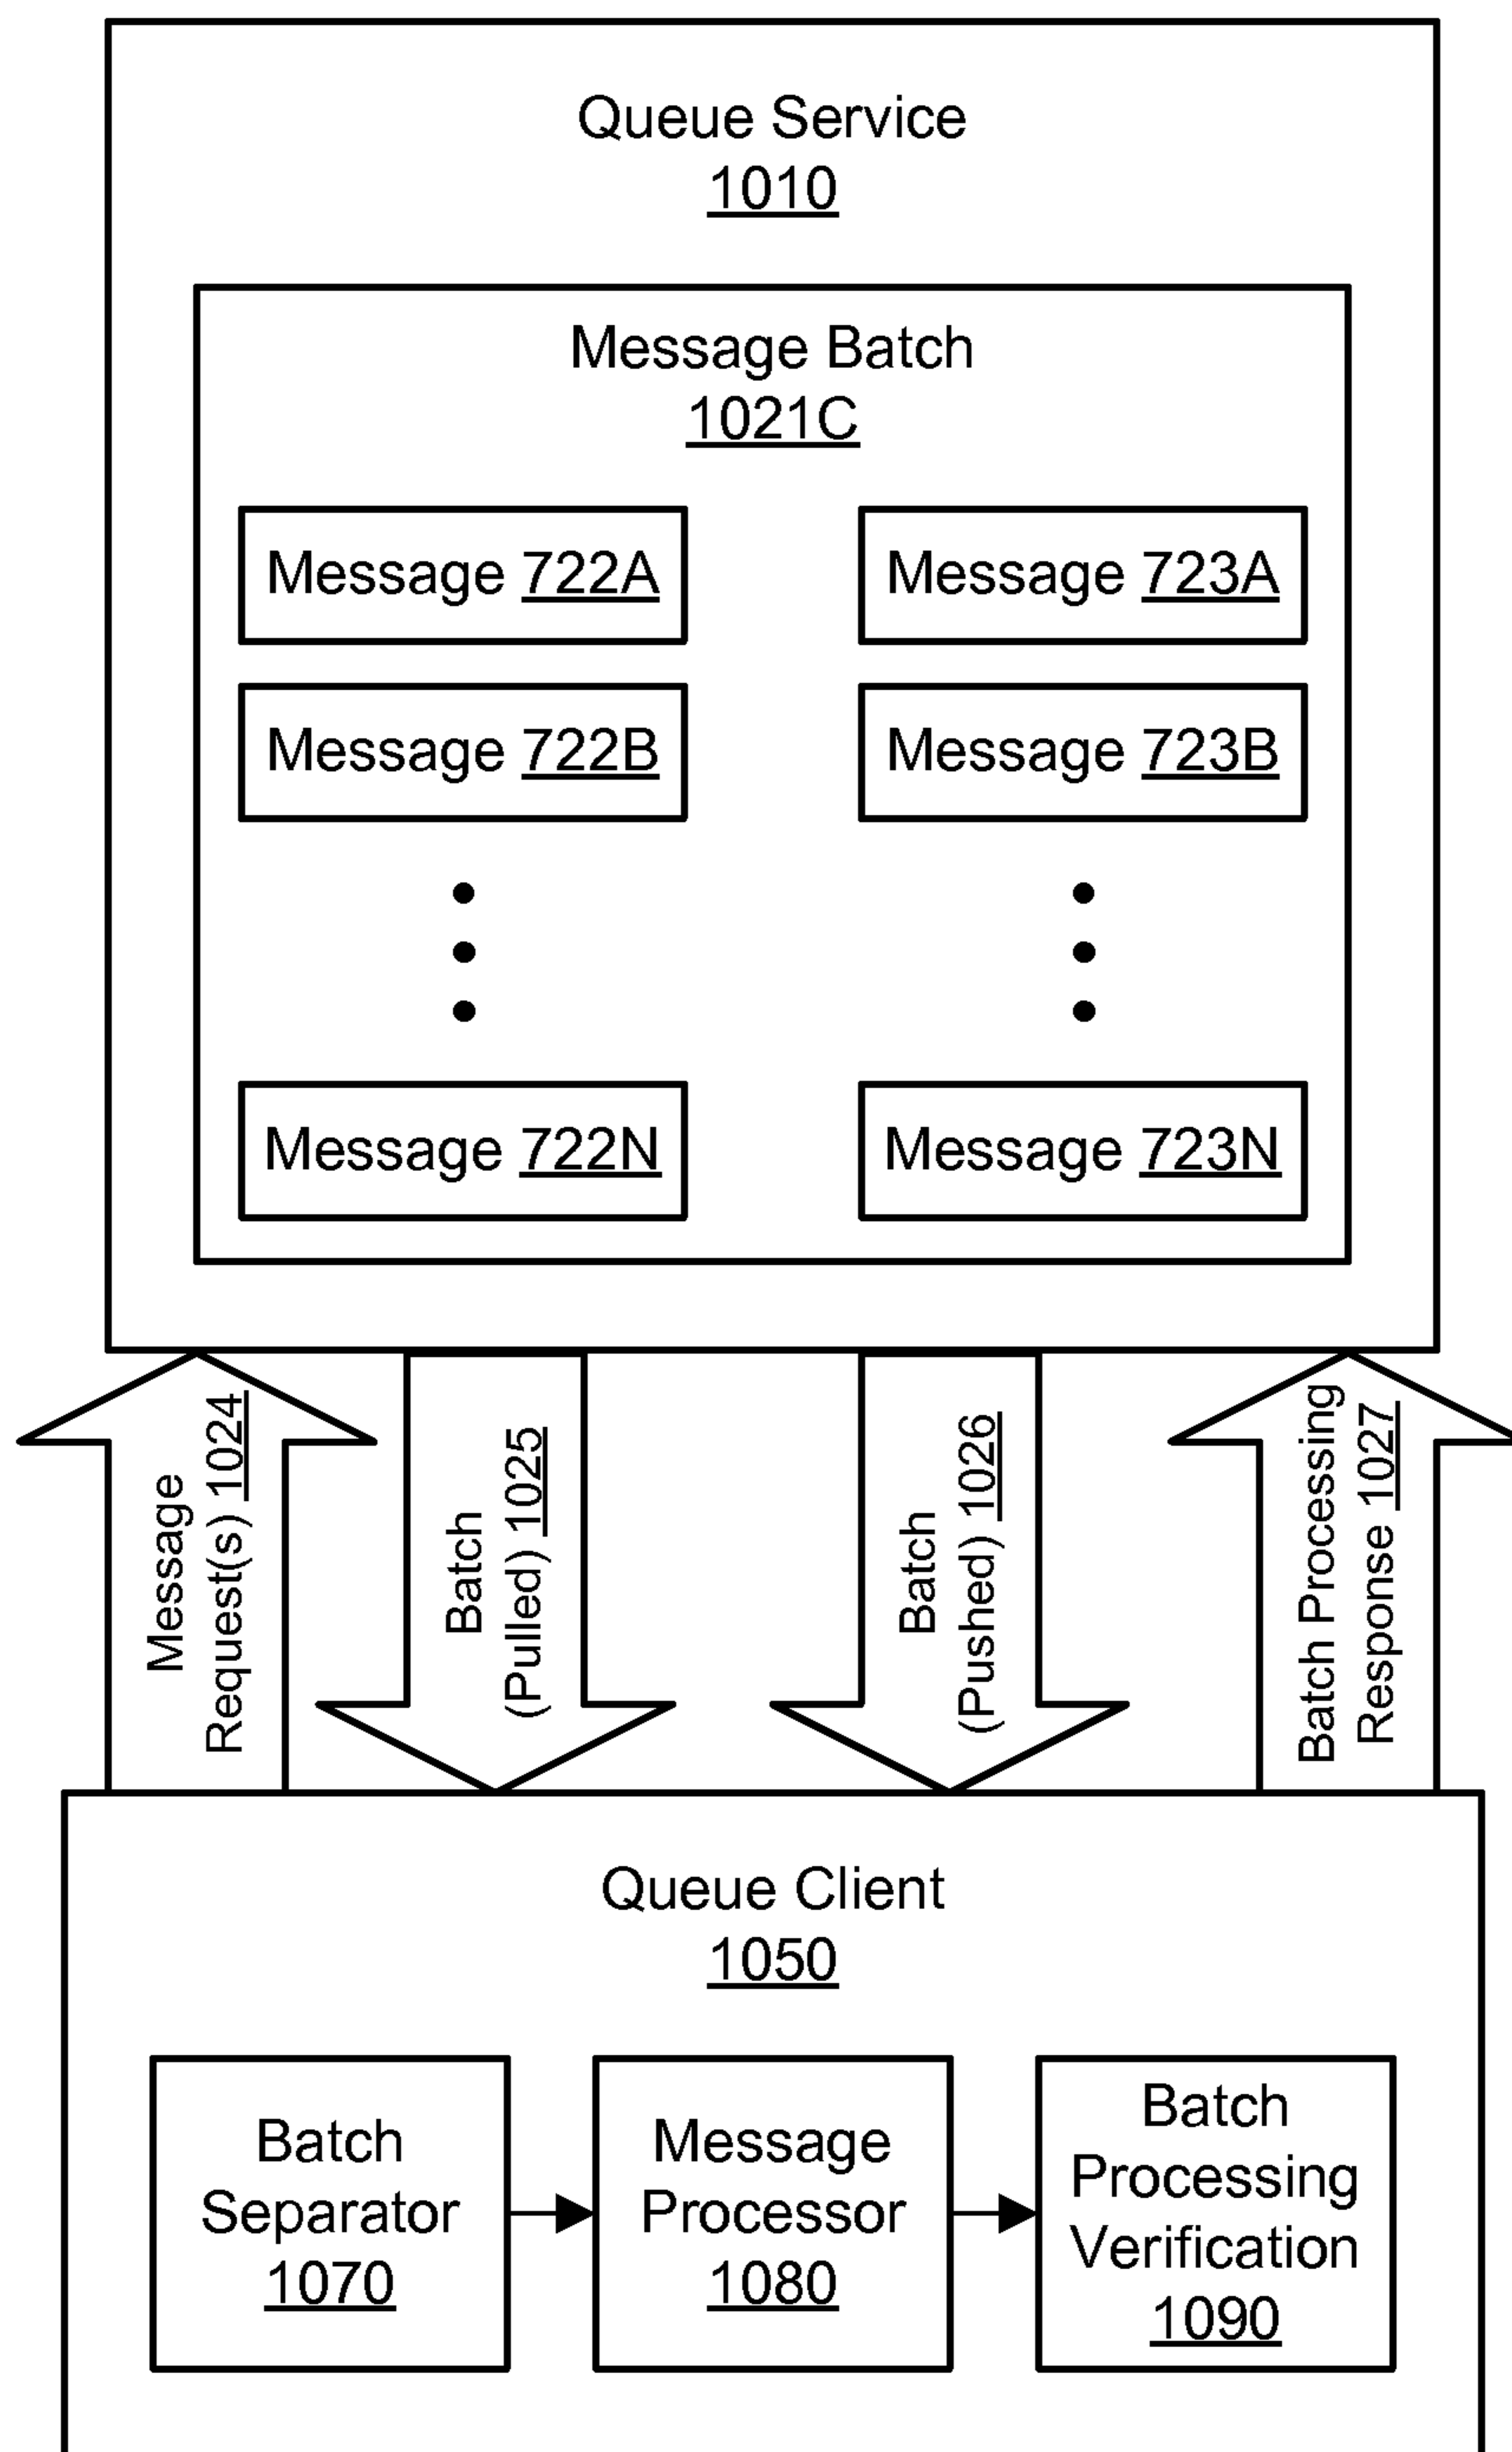 Queue Service
1010
Message Batch
1021C
Message 722A
Message 723A
Message 722B
Message 723B
Message 722N
Message 723N
Message
Request(s) 1024
Batch
(Pulled) 1025
Batch
(Pushed) 1026
Batch Processing
Response 1027
Queue Client
1050
Batch
Separator
1070
Message
Processor
1080
Batch
Processing
Verification
1090